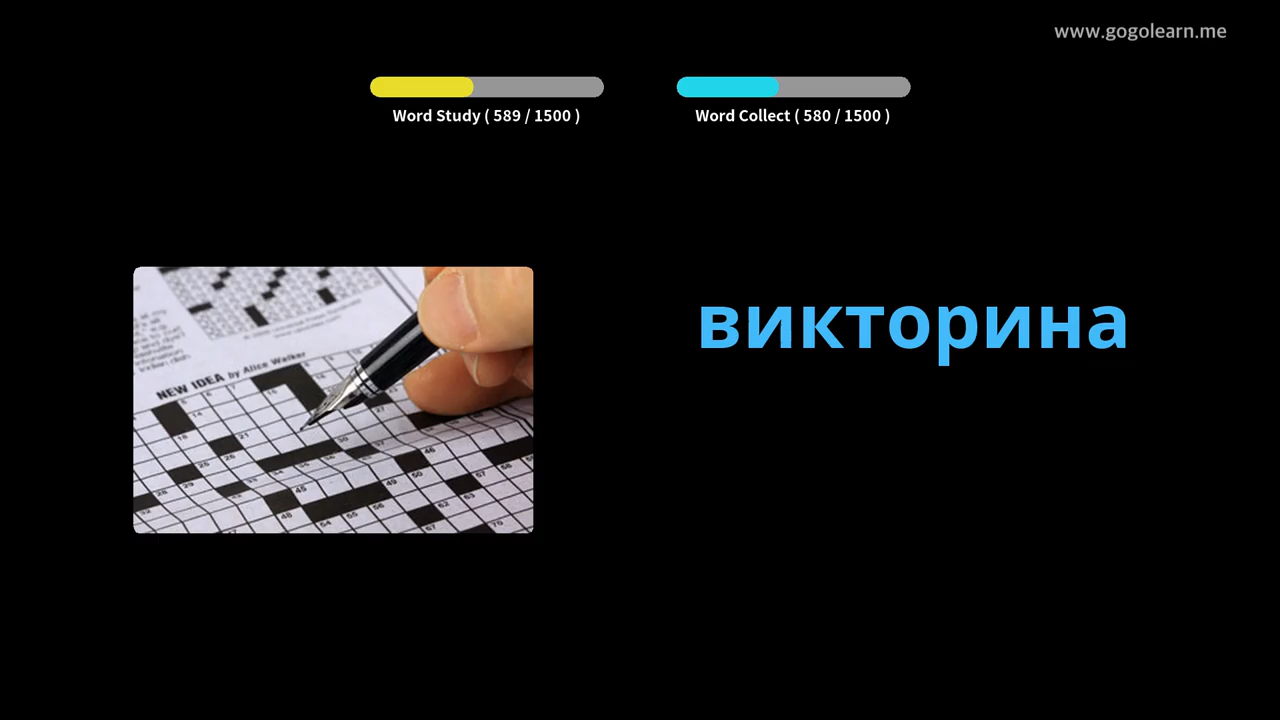 www.gogolearn.me
Word Study ( 589 / 1500 )
Word Collect ( 580 / 1500 )
викторина
NEW IDEA by Alice Walker